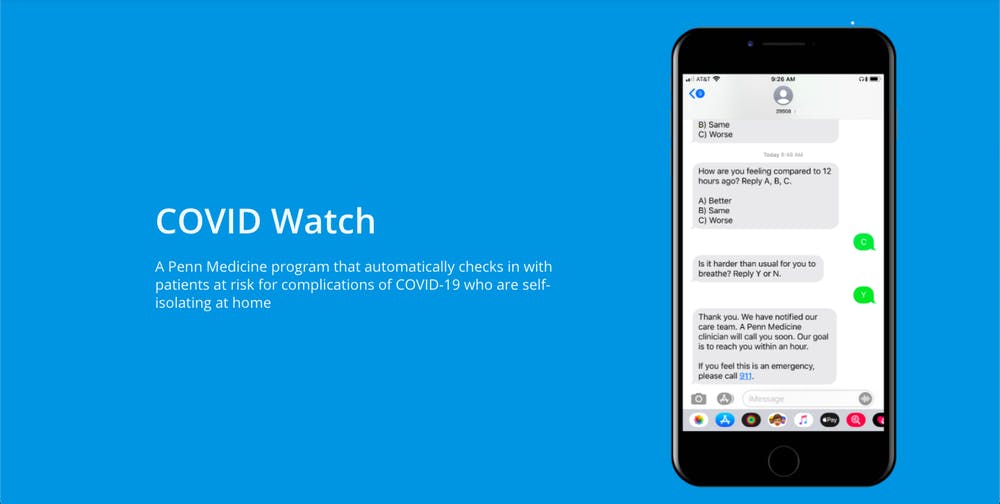 COVID Watch
A Penn Medicine program that automatically checks in with
patients at risk for complications of COVID-19 who are self-
isolating at home
AT&T
9:26 AM
B) Same
C) Worse
Today 8:49 AM
How are you feeling compared to 12
hours ago? Reply A, B, C.
A) Better
B) Same
C) Worse
C
Is it harder than usual for you to
breathe? Reply Y or N.
Y
Thank you. We have notified our
care team. A Penn Medicine
clinician will call you soon. Our goal
is to reach you within an hour.
If you feel this is an emergency,
please call 911.
iMessage
Pay